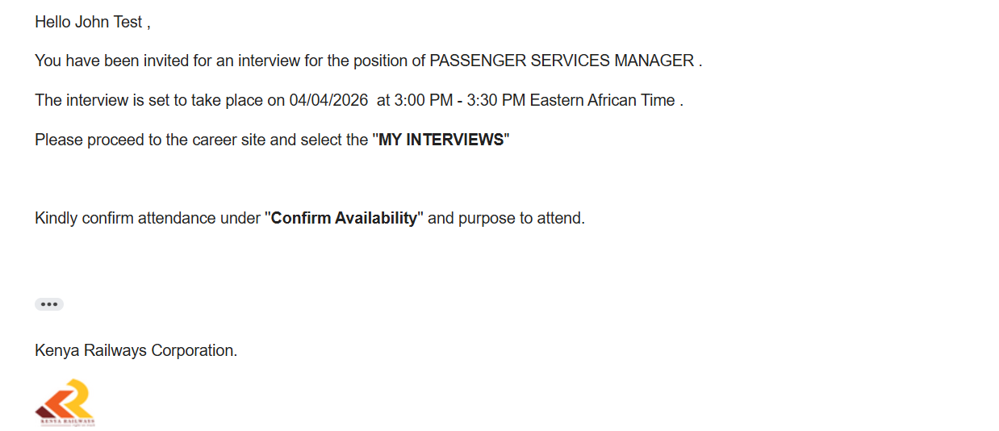 Hello John Test ,
You have been invited for an interview for the position of PASSENGER SERVICES MANAGER .
The interview is set to take place on 04/04/2026  at 3:00 PM - 3:30 PM Eastern African Time .
Please proceed to the career site and select the "MY INTERVIEWS"
Kindly confirm attendance under "Confirm Availability" and purpose to attend.
Kenya Railways Corporation.
KENYA RAILWAYS